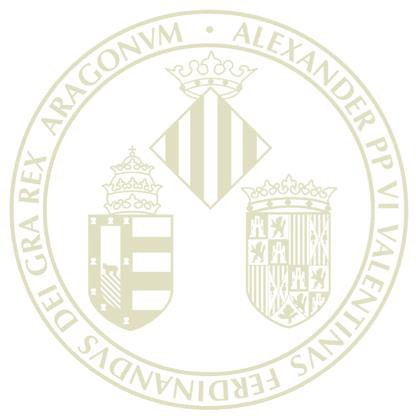 ALEXANDER PP VI VALENTINVS FERDINANDVS DEI GRA REX ARAGONVM •